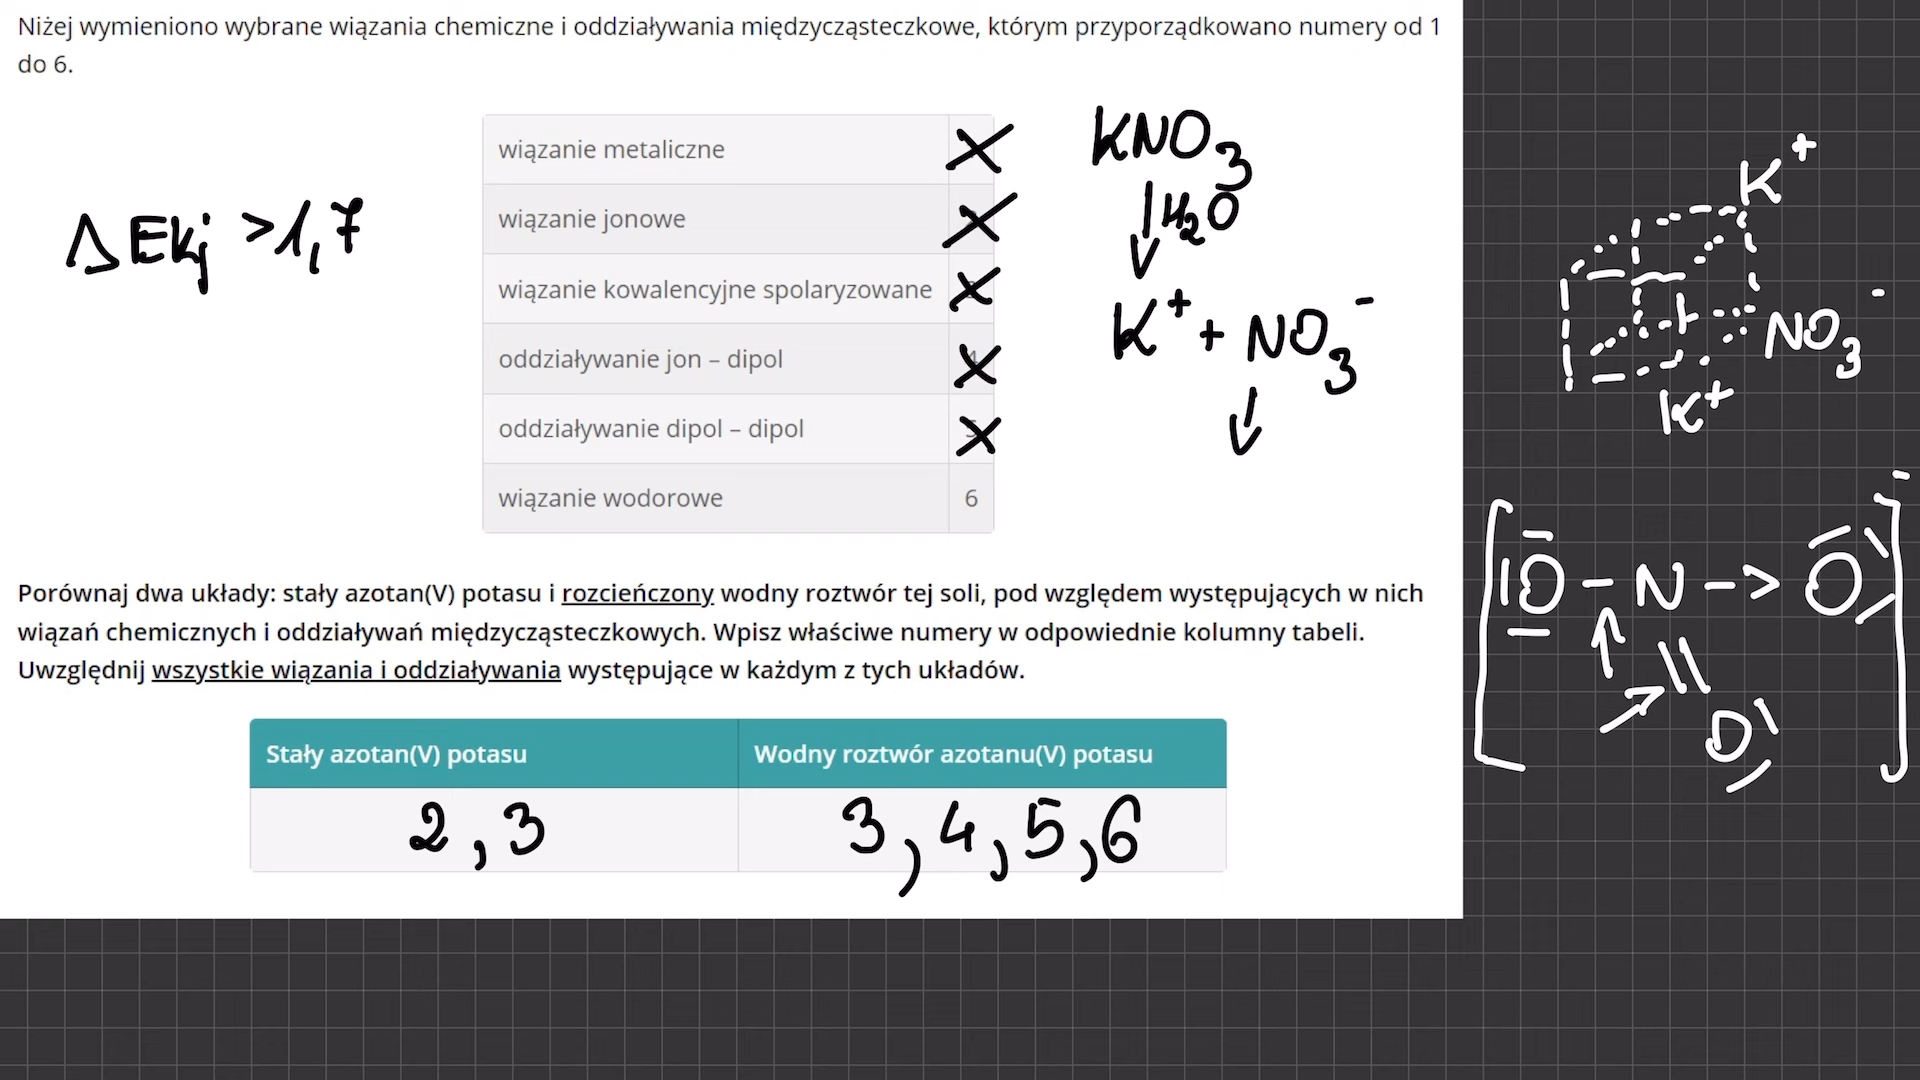 Niżej wymieniono wybrane wiązania chemiczne i oddziaływania międzycząsteczkowe, którym przyporządkowano numery od 1
do 6.
wiązanie metaliczne
wiązanie jonowe
wiązanie kowalencyjne spolaryzowane
oddziaływanie jon – dipol 4
oddziaływanie dipol – dipol
wiązanie wodorowe 6
Δ EKj >1,7
KNO3
H2O
K+ + NO3-
K+
NO3-
K+
[|O - N -> O]-
||
O
Porównaj dwa układy: stały azotan(V) potasu i rozcieńczony wodny roztwór tej soli, pod względem występujących w nich
wiązań chemicznych i oddziaływań międzycząsteczkowych. Wpisz właściwe numery w odpowiednie kolumny tabeli.
Uwzględnij wszystkie wiązania i oddziaływania występujące w każdym z tych układów.
Stały azotan(V) potasu
Wodny roztwór azotanu(V) potasu
2, 3
3, 4, 5, 6